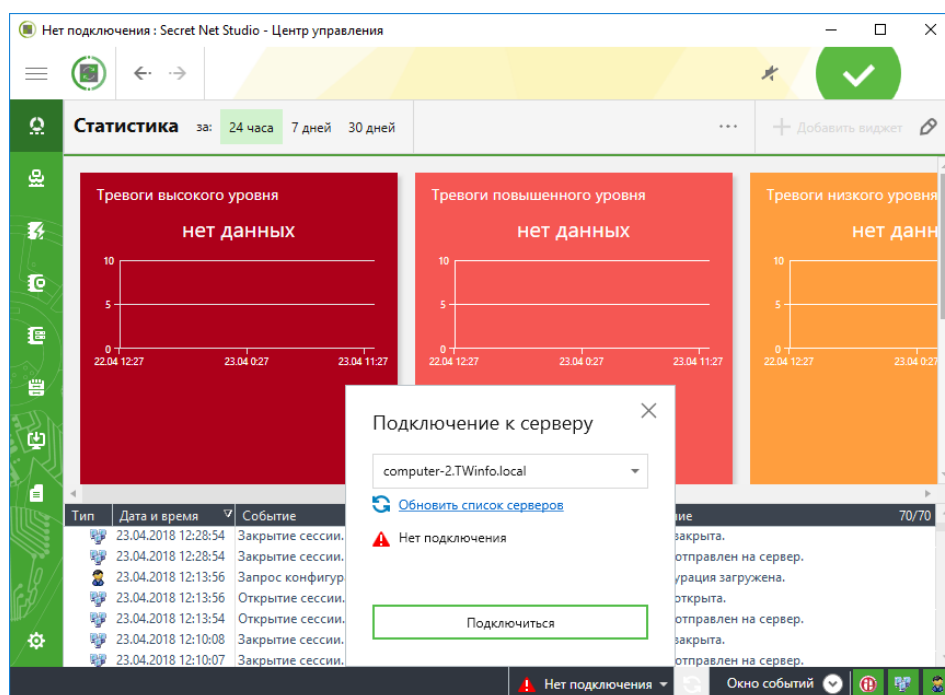 Нет подключения : Secret Net Studio - Центр управления
Статистика за: 24 часа 7 дней 30 дней ... Добавить виджет
Тревоги высокого уровня
нет данных
10
5
0
22.04 12:27 23.04 0:27 23.04 11:27
Тревоги повышенного уровня
нет данных
10
5
0
22.04 12:27 23.04 0:27 23.04 11:27
Тревоги низкого уровня
нет данн
10
5
0
22.04 12:27 23.04 0:27
Подключение к серверу
computer-2.TWinfo.local
Обновить список серверов
Нет подключения
Подключиться
Тип Дата и время Событие ние 70/70
23.04.2018 12:28:54 Закрытие сессии. закрыта.
23.04.2018 12:28:54 Закрытие сессии. отправлен на сервер.
23.04.2018 12:13:56 Запрос конфигур урация загружена.
23.04.2018 12:13:56 Открытие сессии. открыта.
23.04.2018 12:13:54 Открытие сессии. отправлен на сервер.
23.04.2018 12:10:08 Закрытие сессии. закрыта.
23.04.2018 12:10:07 Закрытие сессии. отправлен на сервер.
Нет подключения Окно событий